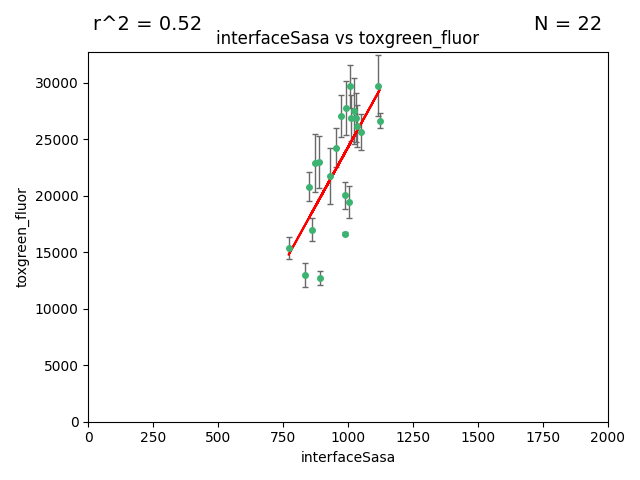 r^2 = 0.52
N = 22
interfaceSasa vs toxgreen_fluor
30000
25000
20000
15000
10000
5000
0
toxgreen_fluor
0 250 500 750 1000 1250 1500 1750 2000
interfaceSasa